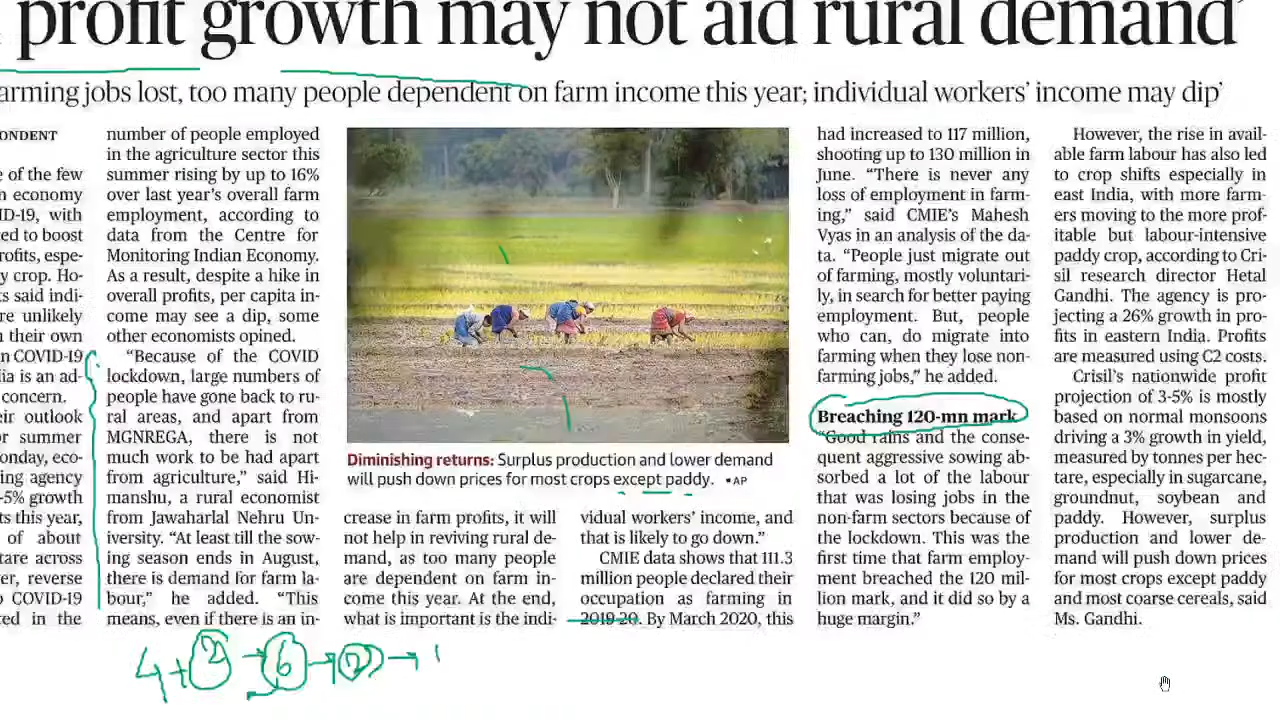 profit growth may not aid rural demand’
arming jobs lost, too many people dependent on farm income this year; individual workers’ income may dip’
ONDENT
e of the few
n economy
ID-19, with
ed to boost
rofits, espe-
y crop. Ho-
ts said indi-
re unlikely
n their own
n COVID-19
ia is an ad-
concern.
eir outlook
or summer
onday, eco-
ing agency
-5% growth
ts this year,
of about
tare across
er, reverse
o COVID-19
ted in the
number of people employed
in the agriculture sector this
summer rising by up to 16%
over last year’s overall farm
employment, according to
data from the Centre for
Monitoring Indian Economy.
As a result, despite a hike in
overall profits, per capita in-
come may see a dip, some
other economists opined.
“Because of the COVID
lockdown, large numbers of
people have gone back to ru-
ral areas, and apart from
MGNREGA, there is not
much work to be had apart
from agriculture,” said Hi-
manshu, a rural economist
from Jawaharlal Nehru Un-
iversity. “At least till the sow-
ing season ends in August,
there is demand for farm la-
bour,” he added. “This
means, even if there is an in-
Diminishing returns: Surplus production and lower demand
will push down prices for most crops except paddy. •AP
crease in farm profits, it will
not help in reviving rural de-
mand, as too many people
are dependent on farm in-
come this year. At the end,
what is important is the indi-
vidual workers’ income, and
that is likely to go down.”
CMIE data shows that 111.3
million people declared their
occupation as farming in
2019-20. By March 2020, this
had increased to 117 million,
shooting up to 130 million in
June. “There is never any
loss of employment in farm-
ing,” said CMIE’s Mahesh
Vyas in an analysis of the da-
ta. “People just migrate out
of farming, mostly voluntari-
ly, in search for better paying
employment. But, people
who can, do migrate into
farming when they lose non-
farming jobs,” he added.
Breaching 120-mn mark
“Good rains and the conse-
quent aggressive sowing ab-
sorbed a lot of the labour
that was losing jobs in the
non-farm sectors because of
the lockdown. This was the
first time that farm employ-
ment breached the 120 mil-
lion mark, and it did so by a
huge margin.”
However, the rise in avail-
able farm labour has also led
to crop shifts especially in
east India, with more farm-
ers moving to the more prof-
itable but labour-intensive
paddy crop, according to Cri-
sil research director Hetal
Gandhi. The agency is pro-
jecting a 26% growth in pro-
fits in eastern India. Profits
are measured using C2 costs.
Crisil’s nationwide profit
projection of 3-5% is mostly
based on normal monsoons
driving a 3% growth in yield,
measured by tonnes per hec-
tare, especially in sugarcane,
groundnut, soybean and
paddy. However, surplus
production and lower de-
mand will push down prices
for most crops except paddy
and most coarse cereals, said
Ms. Gandhi.
4+2→6→2→1